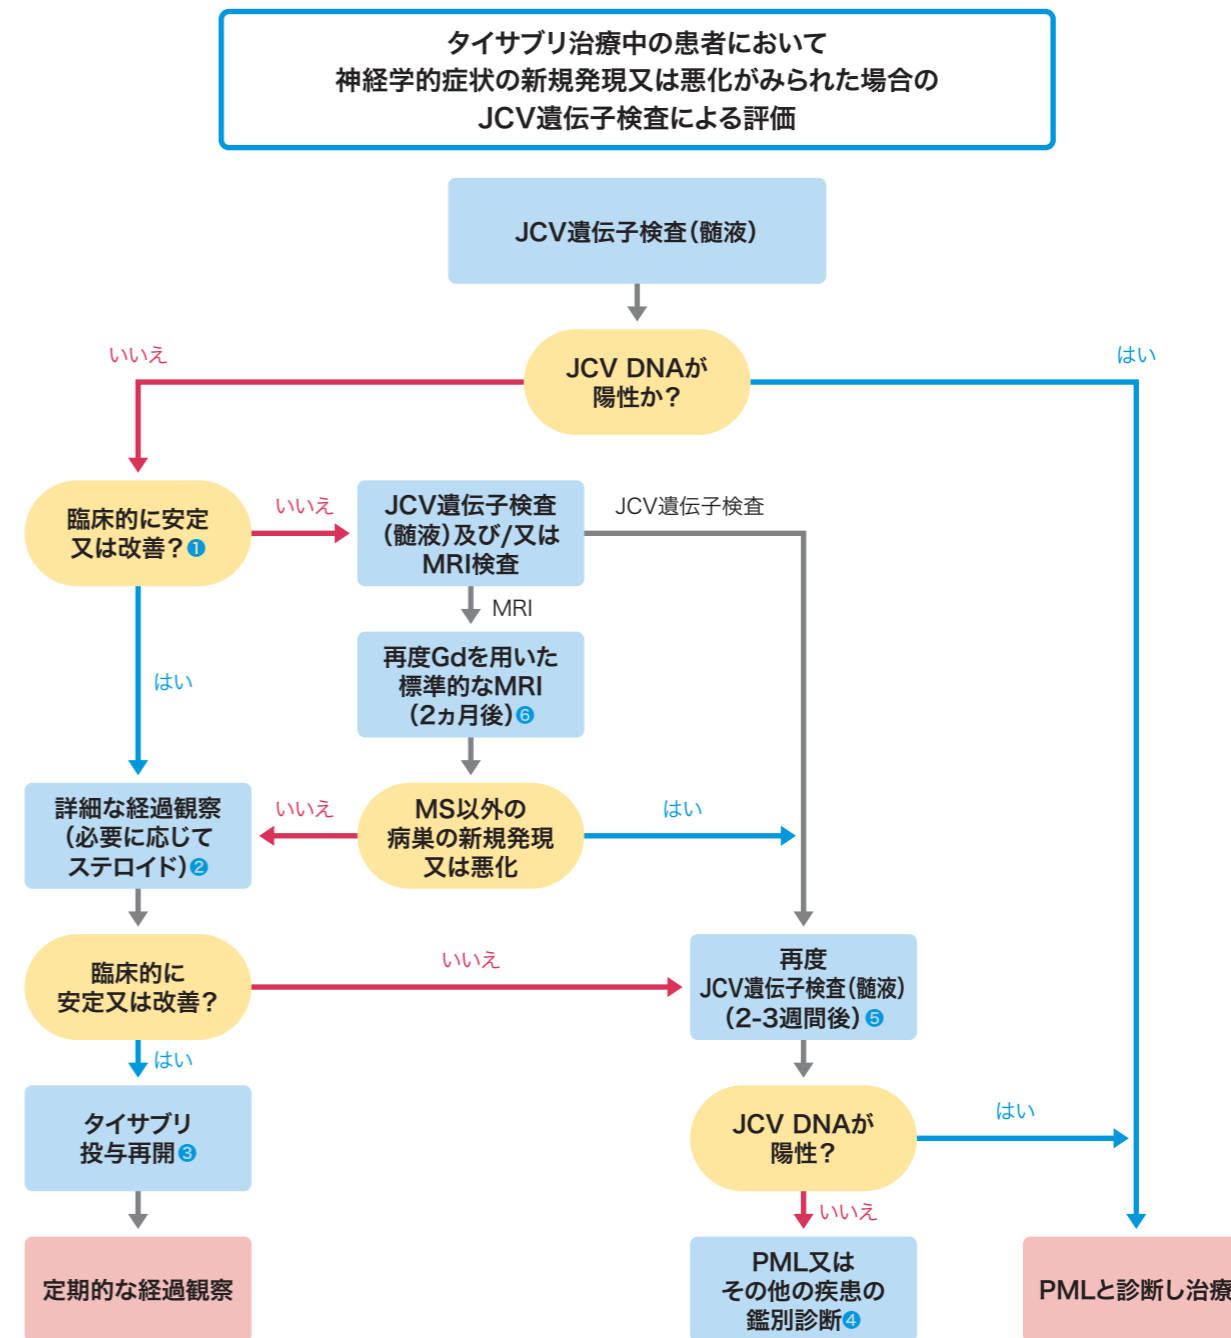 タイサブリ治療中の患者において
神経学的症状の新規発現又は悪化がみられた場合の
JCV遺伝子検査による評価
JCV遺伝子検査（髄液）
JCV DNAが
陽性か？
いいえ
はい
臨床的に安定
又は改善？❶
いいえ
JCV遺伝子検査
（髄液）及び/又は
MRI検査
JCV遺伝子検査
MRI
はい
再度Gdを用いた
標準的なMRI
（2ヵ月後）❻
詳細な経過観察
（必要に応じて
ステロイド）❷
いいえ
MS以外の
病巣の新規発現
又は悪化
はい
臨床的に
安定又は改善？
いいえ
再度
JCV遺伝子検査（髄液）
（2-3週間後）❺
はい
タイサブリ
投与再開❸
JCV DNAが
陽性？
はい
いいえ
定期的な経過観察
PML又は
その他の疾患の
鑑別診断❹
PMLと診断し治療